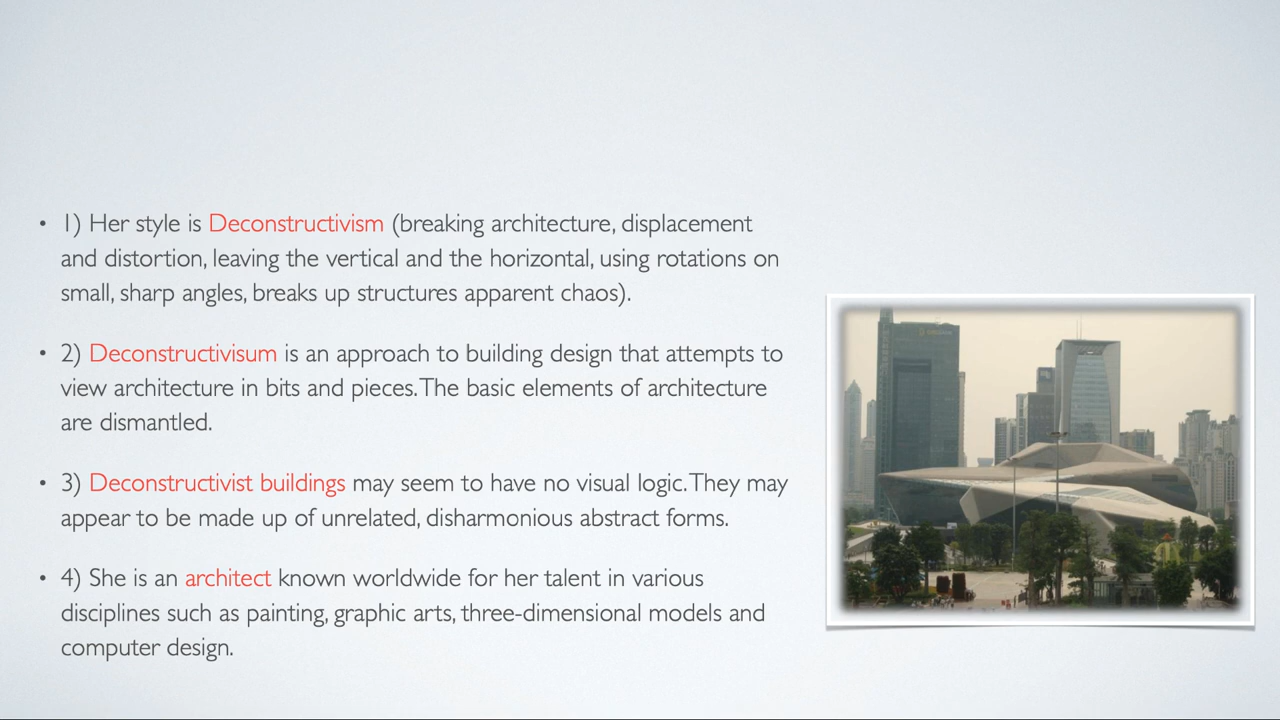 • 1) Her style is Deconstructivism (breaking architecture, displacement
and distortion, leaving the vertical and the horizontal, using rotations on
small, sharp angles, breaks up structures apparent chaos).
• 2) Deconstructivisum is an approach to building design that attempts to
view architecture in bits and pieces. The basic elements of architecture
are dismantled.
• 3) Deconstructivist buildings may seem to have no visual logic. They may
appear to be made up of unrelated, disharmonious abstract forms.
• 4) She is an architect known worldwide for her talent in various
disciplines such as painting, graphic arts, three-dimensional models and
computer design.